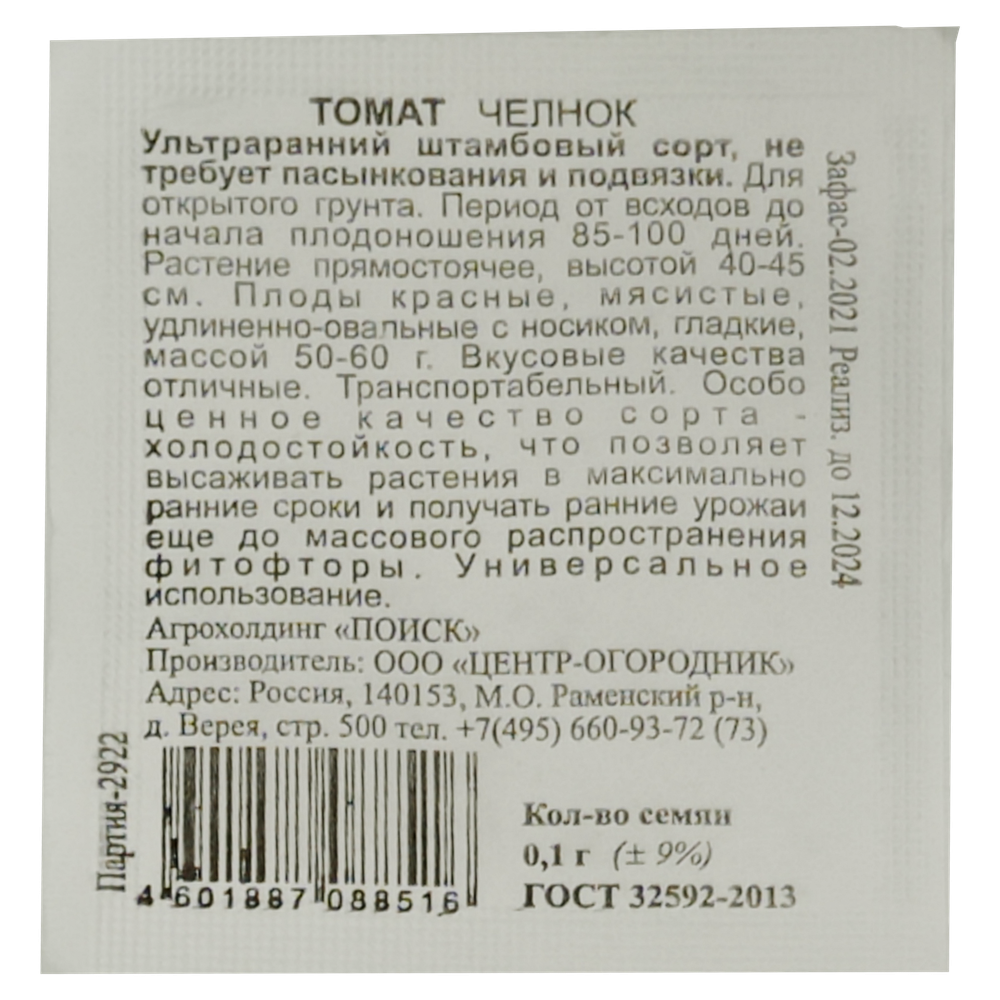 ТОМАТ ЧЕЛНОК
Ультраранний штамбовый сорт, не
требует пасынкования и подвязки. Для
открытого грунта. Период от всходов до
начала плодоношения 85-100 дней.
Растение прямостоячее, высотой 40-45
см. Плоды красные, мясистые,
удлиненно-овальные с носиком, гладкие,
массой 50-60 г. Вкусовые качества
отличные. Транспортабельный. Особо
ценное качество сорта -
холодостойкость, что позволяет
высаживать растения в максимально
ранние сроки и получать ранние урожаи
еще до массового распространения
фитофторы. Универсальное
использование.
Агрохолдинг «ПОИСК»
Производитель: ООО «ЦЕНТР-ОГОРОДНИК»
Адрес: Россия, 140153, М.О. Раменский р-н,
д. Верея, стр. 500 тел. +7(495) 660-93-72 (73)
Зафас-02.2021 Реализ. до 12.2024
Партия-2922
4 601887 088516
Кол-во семян
0,1 г (± 9%)
ГОСТ 32592-2013